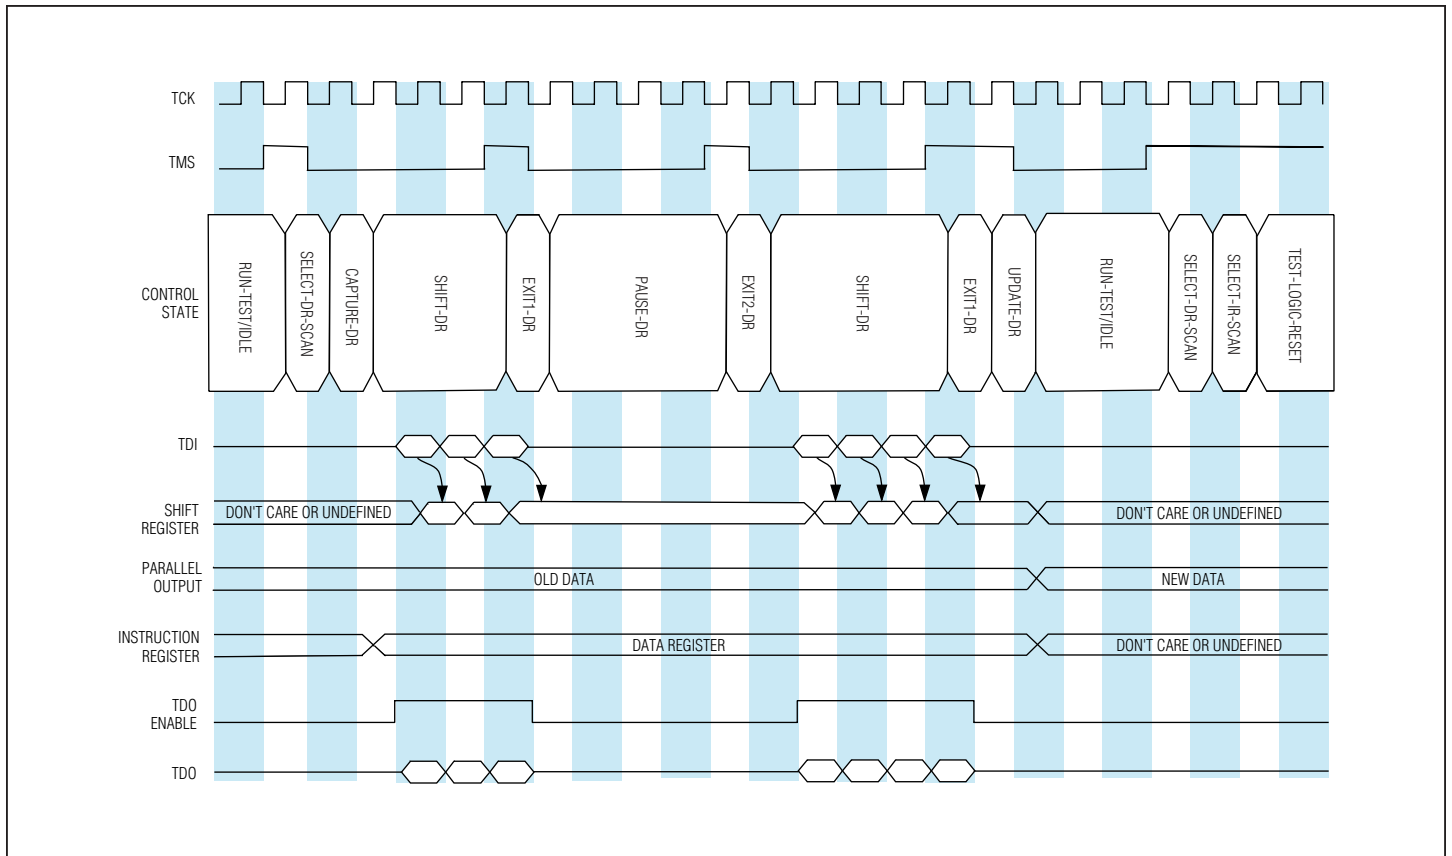 TCK
TMS
CONTROL
STATE
RUN-TEST/IDLE
SELECT-DR-SCAN
CAPTURE-DR
SHIFT-DR
EXIT1-DR
PAUSE-DR
EXIT2-DR
SHIFT-DR
EXIT1-DR
UPDATE-DR
RUN-TEST/IDLE
SELECT-DR-SCAN
SELECT-IR-SCAN
TEST-LOGIC-RESET
TDI
SHIFT
REGISTER
DON'T CARE OR UNDEFINED
DON'T CARE OR UNDEFINED
PARALLEL
OUTPUT
OLD DATA
NEW DATA
INSTRUCTION
REGISTER
DATA REGISTER
DON'T CARE OR UNDEFINED
TDO
ENABLE
TDO